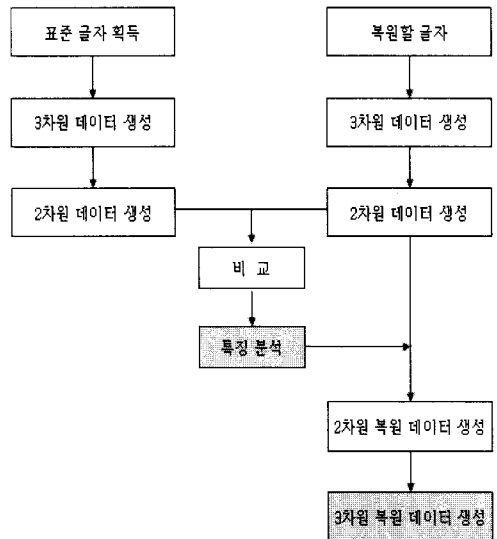 표준 글자 획득
복원할 글자
3차원 데이터 생성
3차원 데이터 생성
2차원 데이터 생성
2차원 데이터 생성
비 교
특징 분석
2차원 복원 데이터 생성
3차원 복원 데이터 생성